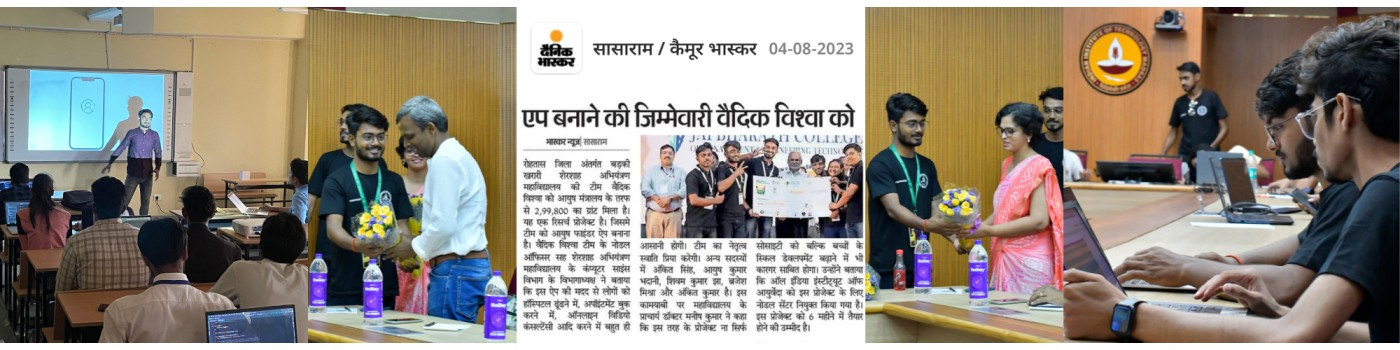 दैनिक
भास्कर
सासाराम / कैमूर भास्कर 04-08-2023
एप बनाने की जिम्मेवारी वैदिक विश्वा को
भास्कर न्यूज | सासाराम
रोहतास जिला अंतर्गत बड़की
खरारी शेरशाह अभियंत्रण
महाविद्यालय की टीम वैदिक
विश्वा को आयुष मंत्रालय के तरफ
से 2,99,800 का ग्रांट मिला है।
यह एक रिसर्च प्रोजेक्ट है। जिसमे
टीम को आयुष फाइंडर ऐप बनाना
है। वैदिक विश्वा टीम के नोडल
ऑफिसर सह शेरशाह अभियंत्रण
महाविद्यालय के कंप्यूटर साइंस
विभाग के विभागाध्यक्ष ने बताया
कि इस ऐप की मदद से लोगों को
हॉस्पिटल ढूंढने में, अपॉइंटमेंट बुक
करने में, ऑनलाइन विडियो
कंसल्टेंसी आदि करने में बहुत ही
JAI BHARATH COLLEGE
आसानी होगी। टीम का नेतृत्व
स्वाति प्रिया करेंगी। अन्य सदस्यों
में अंकित सिंह, आयुष कुमार
भदानी, शिवम कुमार झा, ब्रजेश
मिश्रा और अंकित कुमार है। इस
कामयाबी पर महाविद्यालय के
प्राचार्य डॉक्टर मनीष कुमार ने कहा
कि इस तरह के प्रोजेक्ट ना सिर्फ
सोसाइटी को बल्कि बच्चों के
स्किल डेवलपमेंट बढ़ाने में भी
कारगर साबित होगा। उन्होंने बताया
कि ऑल इंडिया इंस्टीट्यूट ऑफ
आयुर्वेदा को इस प्रोजेक्ट के लिए
नोडल सेंटर नियुक्त किया गया है।
इस प्रोजेक्ट को 6 महीने में तैयार
होने की उम्मीद है।